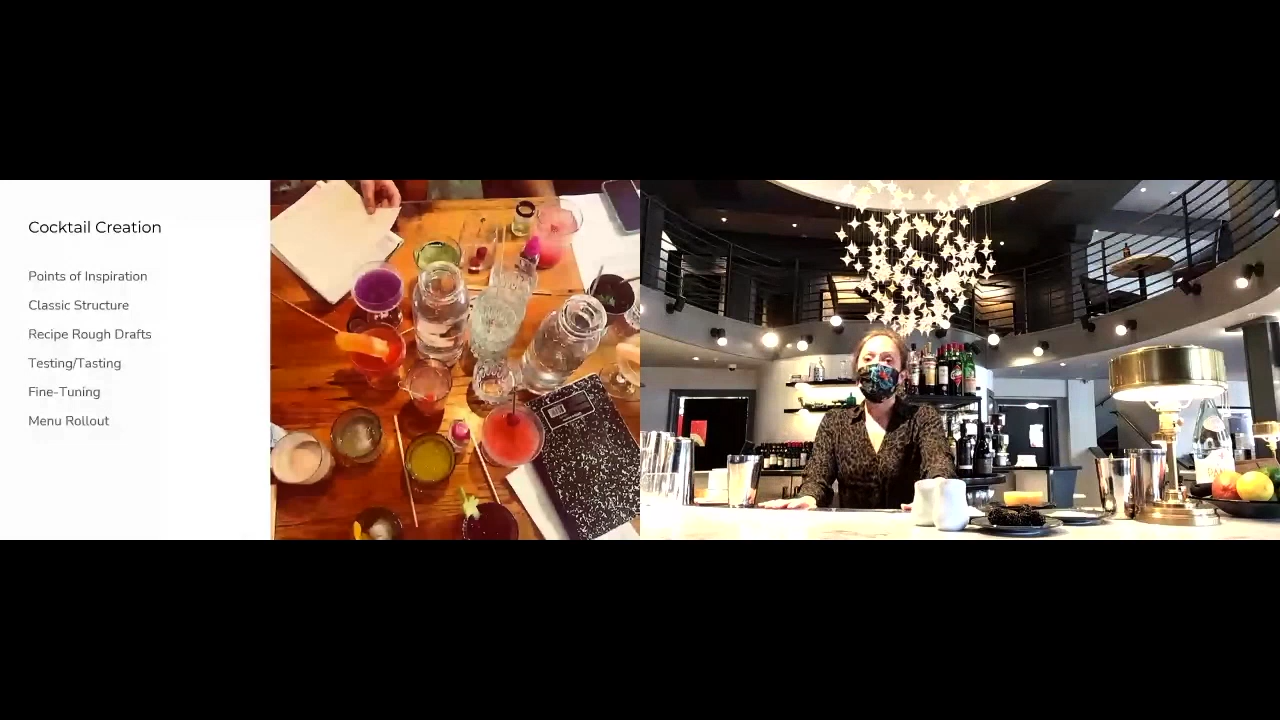 Cocktail Creation
Points of Inspiration
Classic Structure
Recipe Rough Drafts
Testing/Tasting
Fine-Tuning
Menu Rollout